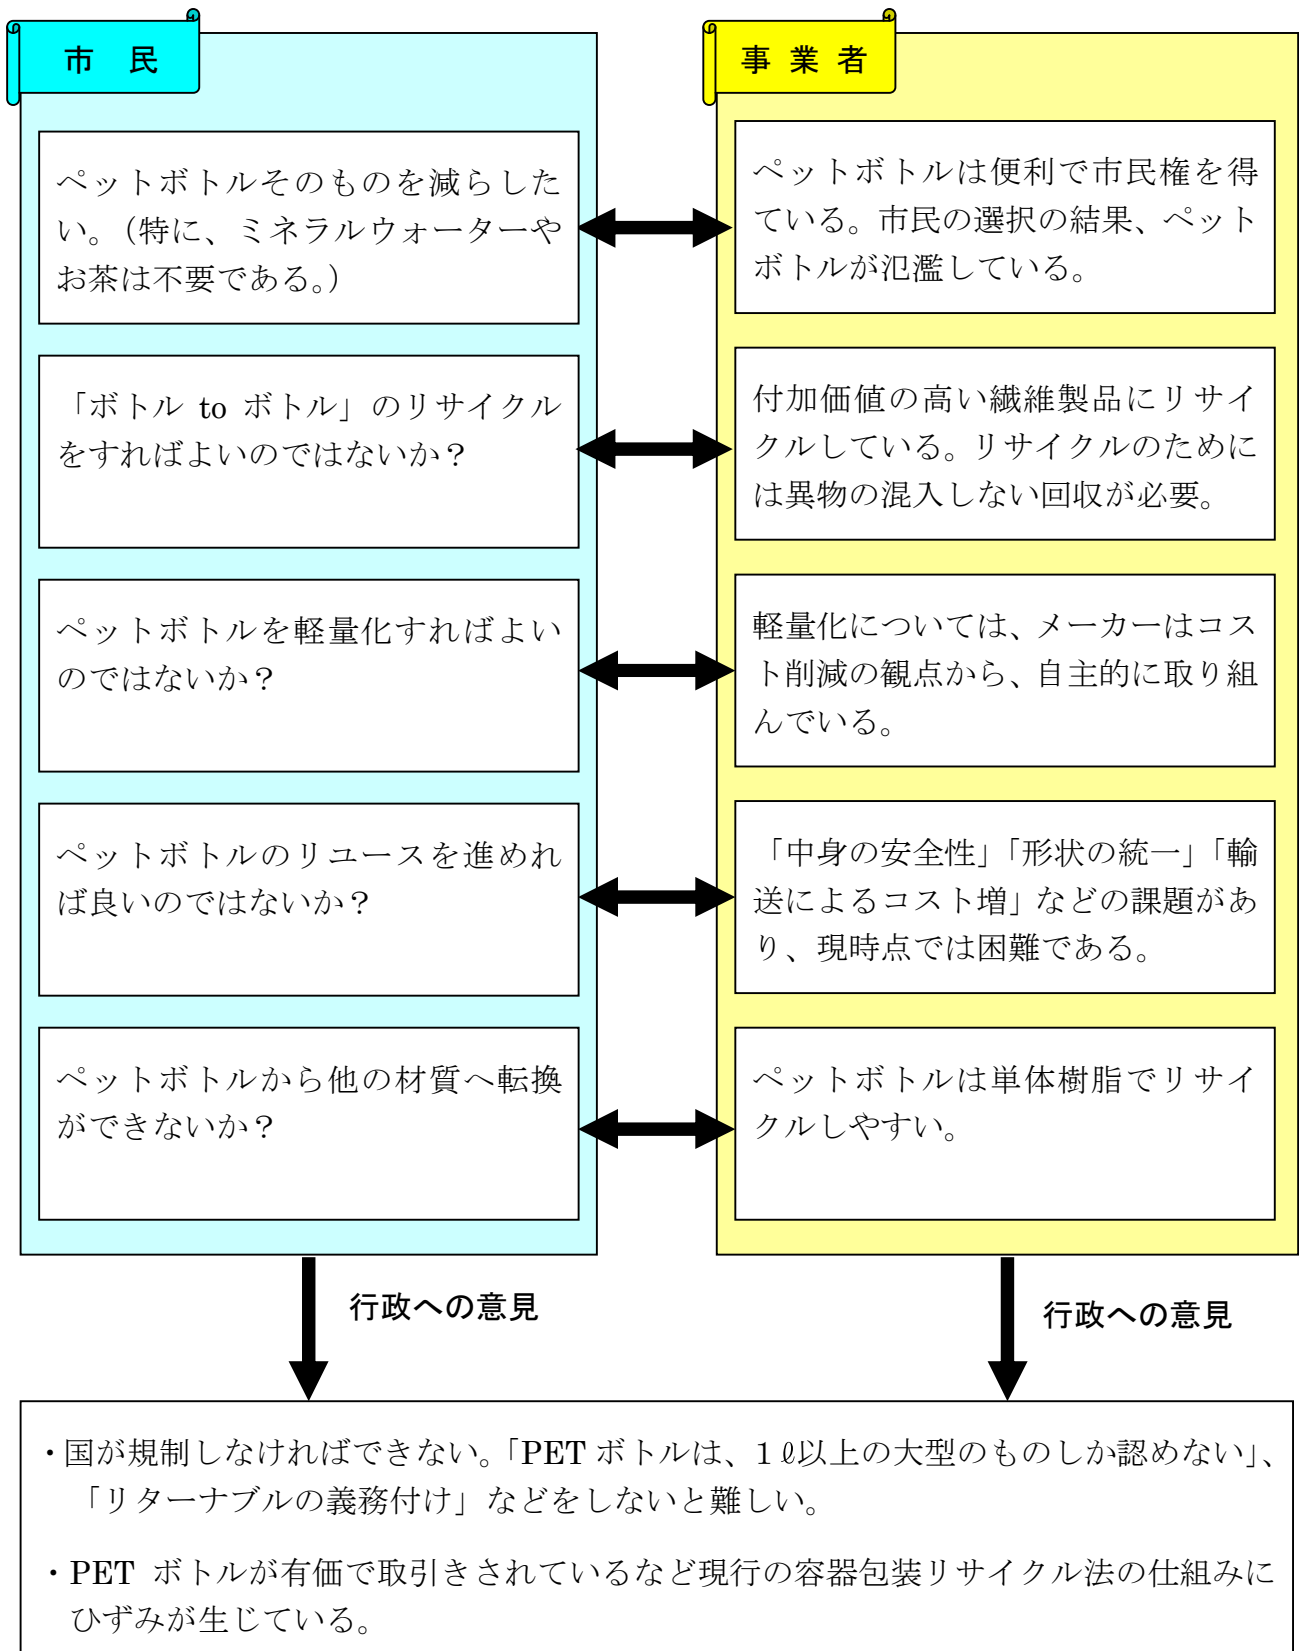 市　民
ペットボトルそのものを減らした
い。（特に、ミネラルウォーターや
お茶は不要である。）
「ボトル to ボトル」のリサイクル
をすればよいのではないか？
ペットボトルを軽量化すればよい
のではないか？
ペットボトルのリユースを進めれ
ば良いのではないか？
ペットボトルから他の材質へ転換
ができないか？
事 業 者
ペットボトルは便利で市民権を得
ている。市民の選択の結果、ペット
ボトルが氾濫している。
付加価値の高い繊維製品にリサイ
クルしている。リサイクルのために
は異物の混入しない回収が必要。
軽量化については、メーカーはコス
ト削減の観点から、自主的に取り組
んでいる。
「中身の安全性」「形状の統一」「輸
送によるコスト増」などの課題があ
り、現時点では困難である。
ペットボトルは単体樹脂でリサイ
クルしやすい。
行政への意見
行政への意見
・国が規制しなければできない。「PET ボトルは、１ℓ以上の大型のものしか認めない」、
「リターナブルの義務付け」などをしないと難しい。
・PET ボトルが有価で取引きされているなど現行の容器包装リサイクル法の仕組みに
ひずみが生じている。